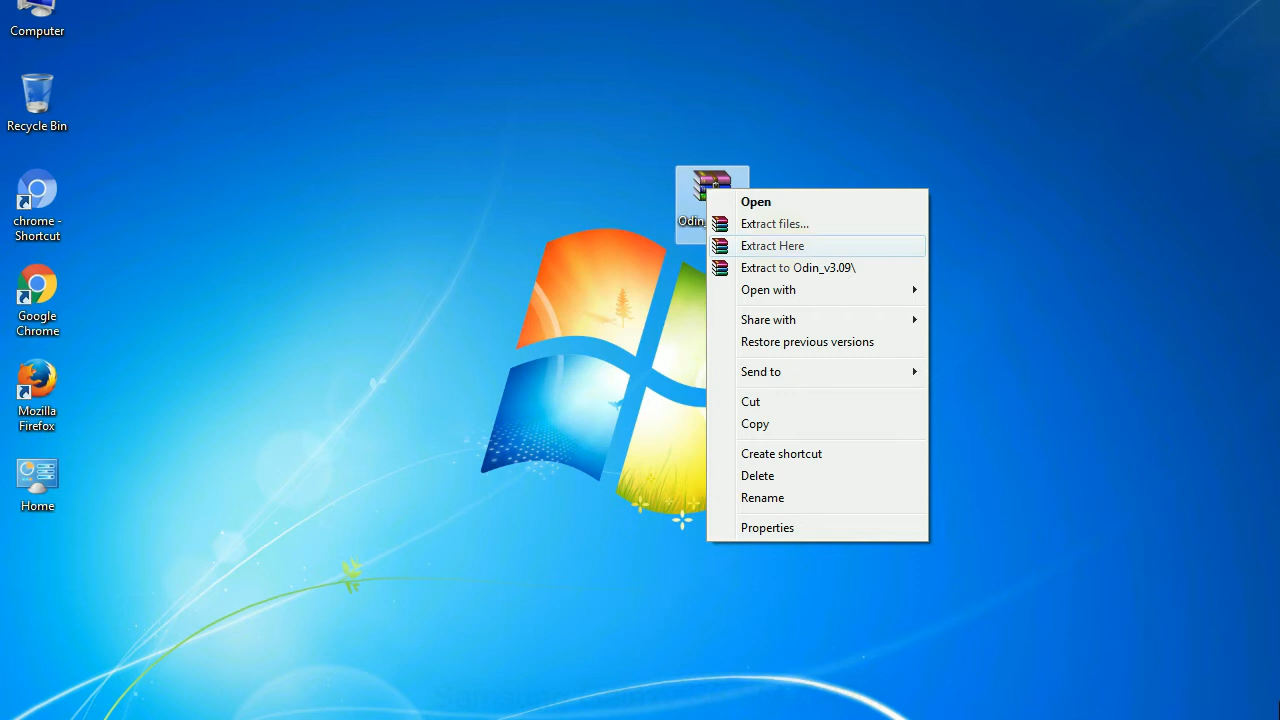 Computer
Recycle Bin
chrome -
Shortcut
Google
Chrome
Mozilla
Firefox
Home
Open
Extract files...
Extract Here
Extract to Odin_v3.09\
Open with
Share with
Restore previous versions
Send to
Cut
Copy
Create shortcut
Delete
Rename
Properties